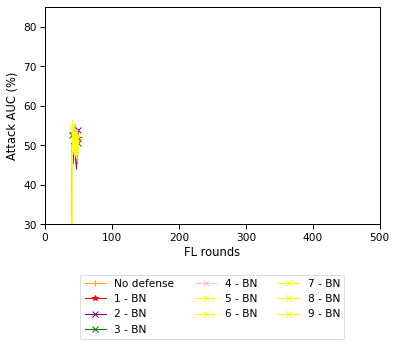 80
70
60
50
40
30
Attack AUC (%)
0 100 200 300 400 500
FL rounds
No defense 4 - BN 7 - BN
1 - BN 5 - BN 8 - BN
2 - BN 6 - BN 9 - BN
3 - BN